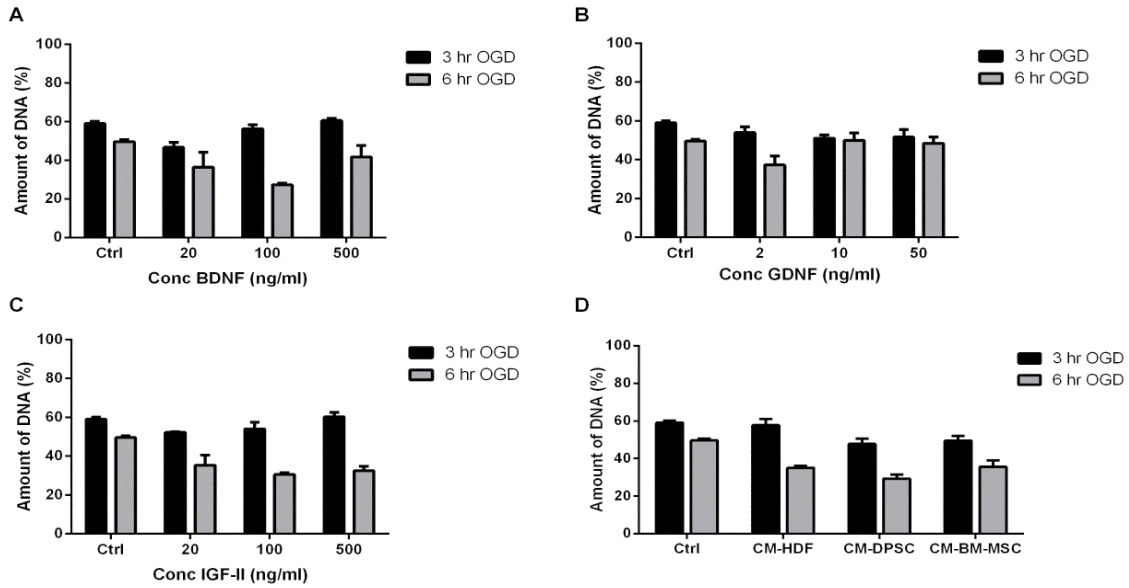 A
100
80
60
40
20
0
Amount of DNA (%)
Ctrl 20 100 500
Conc BDNF (ng/ml)
3 hr OGD
6 hr OGD
B
100
80
60
40
20
0
Amount of DNA (%)
Ctrl 2 10 50
Conc GDNF (ng/ml)
3 hr OGD
6 hr OGD
C
100
80
60
40
20
0
Amount of DNA (%)
Ctrl 20 100 500
Conc IGF-II (ng/ml)
3 hr OGD
6 hr OGD
D
100
80
60
40
20
0
Amount of DNA (%)
Ctrl CM-HDF CM-DPSC CM-BM-MSC
3 hr OGD
6 hr OGD